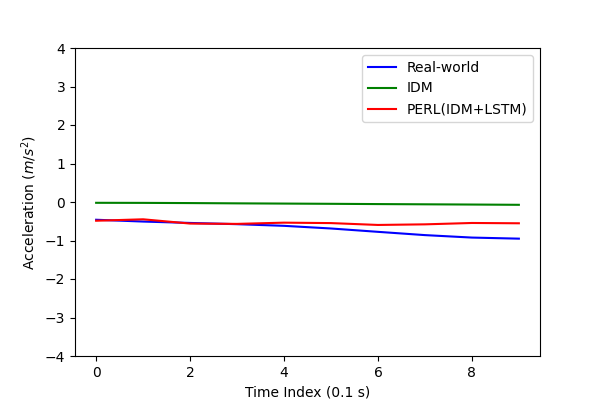 4
3
2
1
0
−1
−2
−3
−4
Acceleration (m/s²)
Real-world
IDM
PERL(IDM+LSTM)
0 2 4 6 8
Time Index (0.1 s)